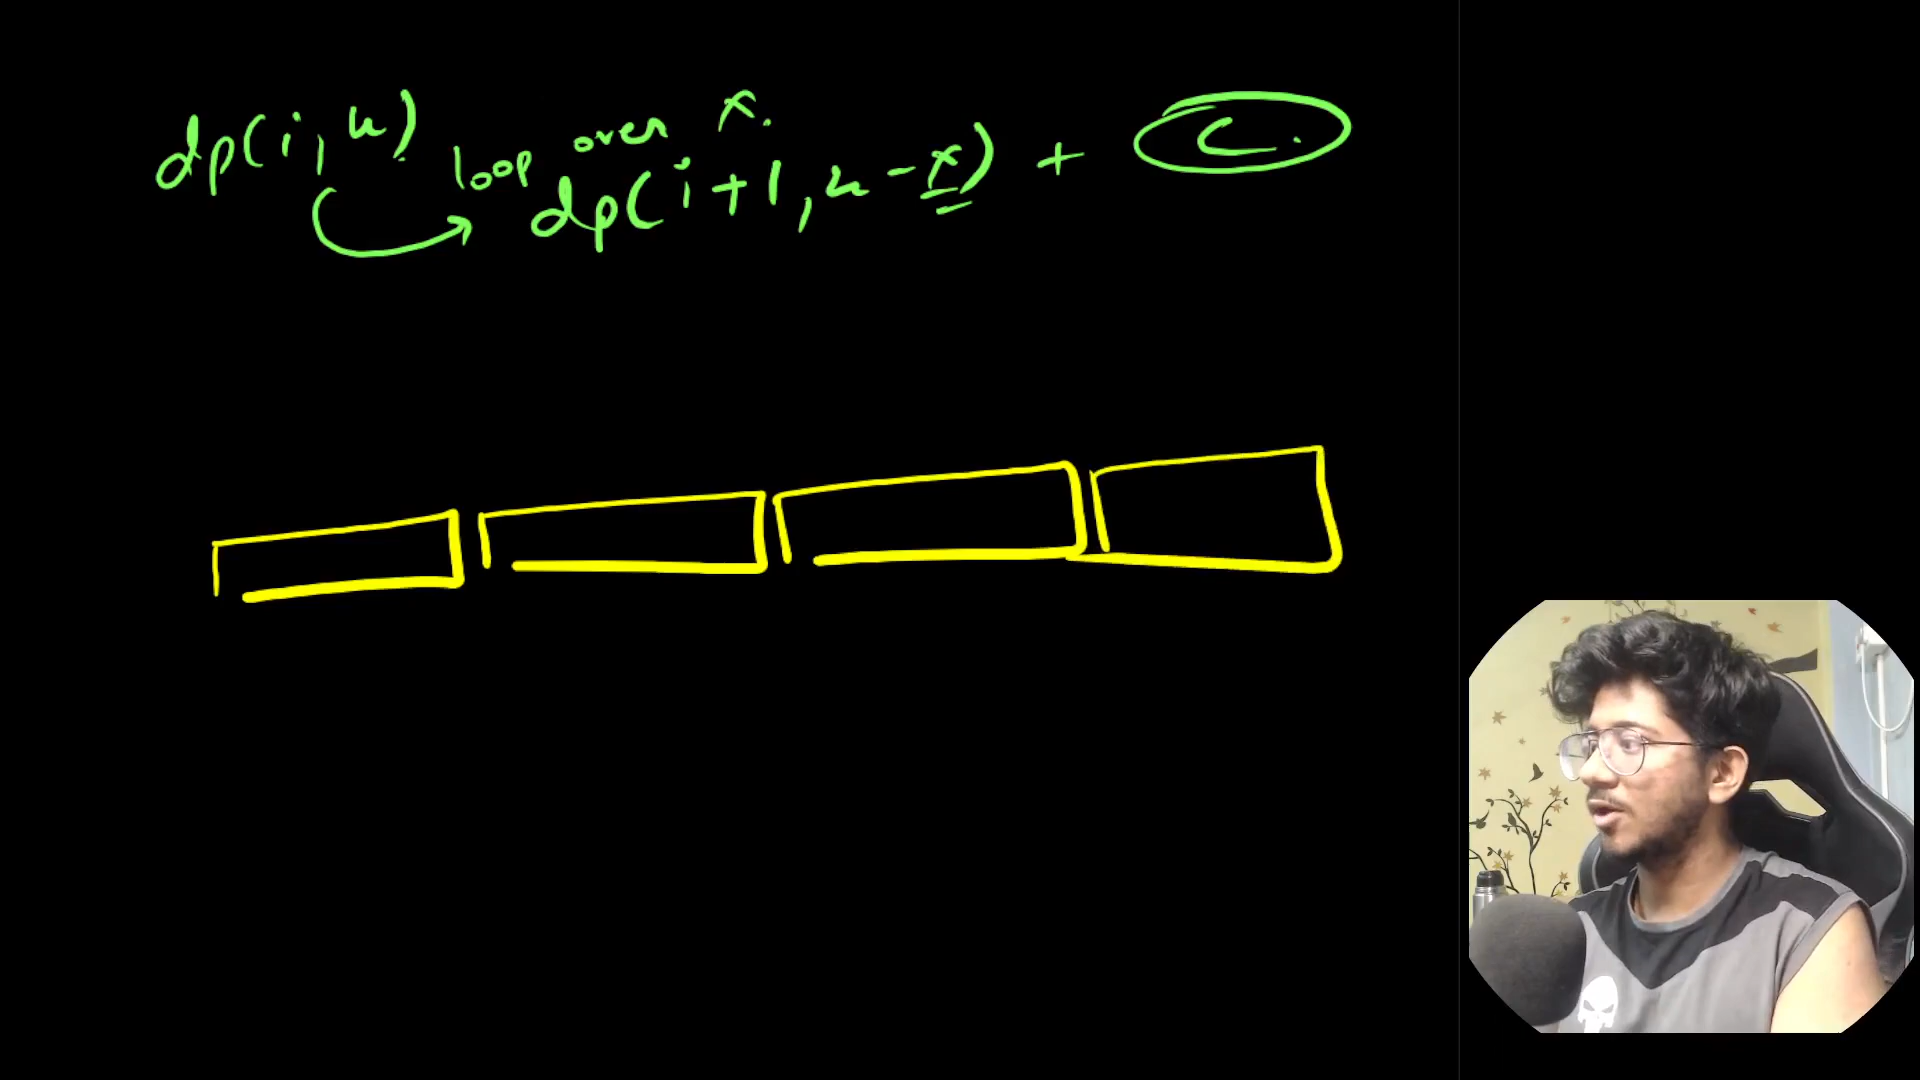 dp(i, k) loop over x.
dp(i+1, k-x) + C.